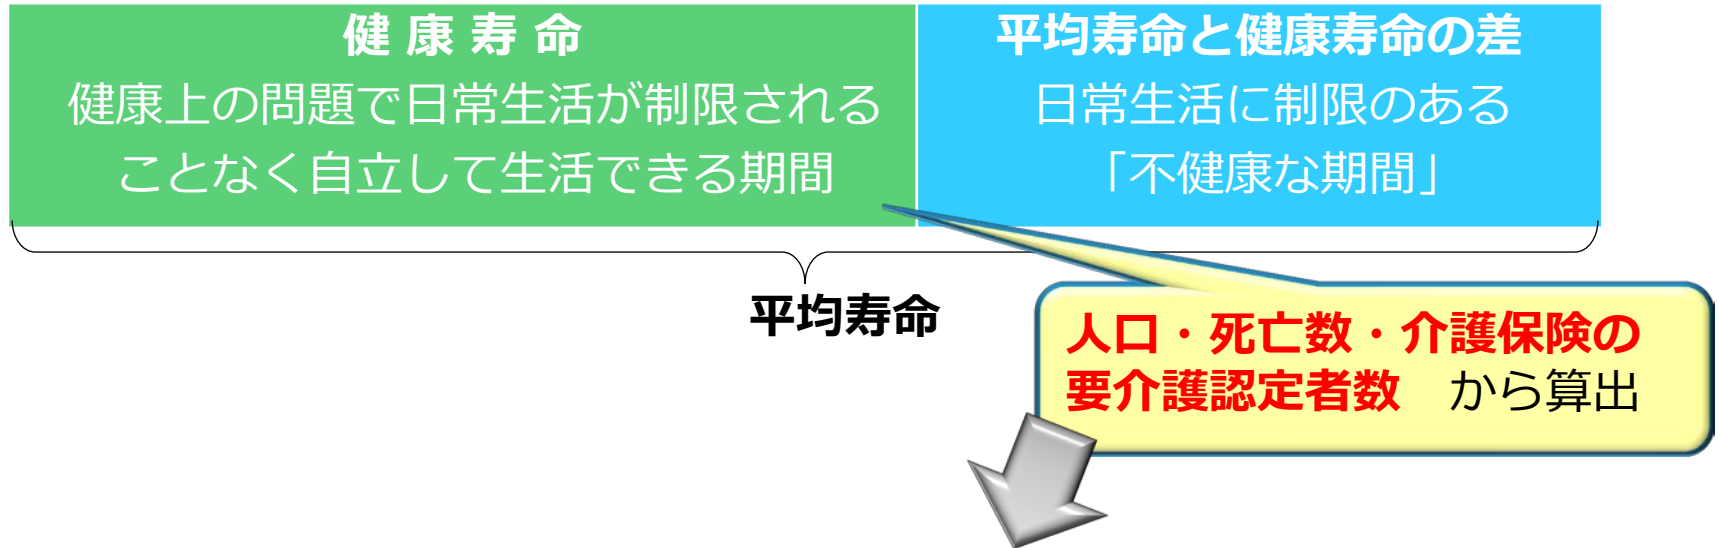 健 康 寿 命
健康上の問題で日常生活が制限される
ことなく自立して生活できる期間
平均寿命と健康寿命の差
日常生活に制限のある
「不健康な期間」
平均寿命
人口・死亡数・介護保険の
要介護認定者数　から算出